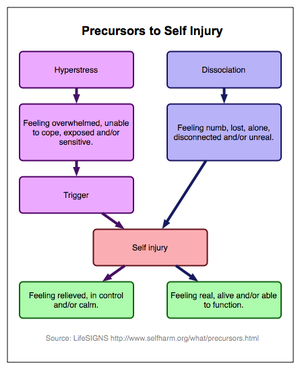 Precursors to Self Injury
Hyperstress
Dissociation
Feeling overwhelmed, unable
to cope, exposed and/or
sensitive.
Feeling numb, lost, alone,
disconnected and/or unreal.
Trigger
Self injury
Feeling relieved, in control
and/or calm.
Feeling real, alive and/or able
to function.
Source: LifeSIGNS http://www.selfharm.org/what/precursors.html